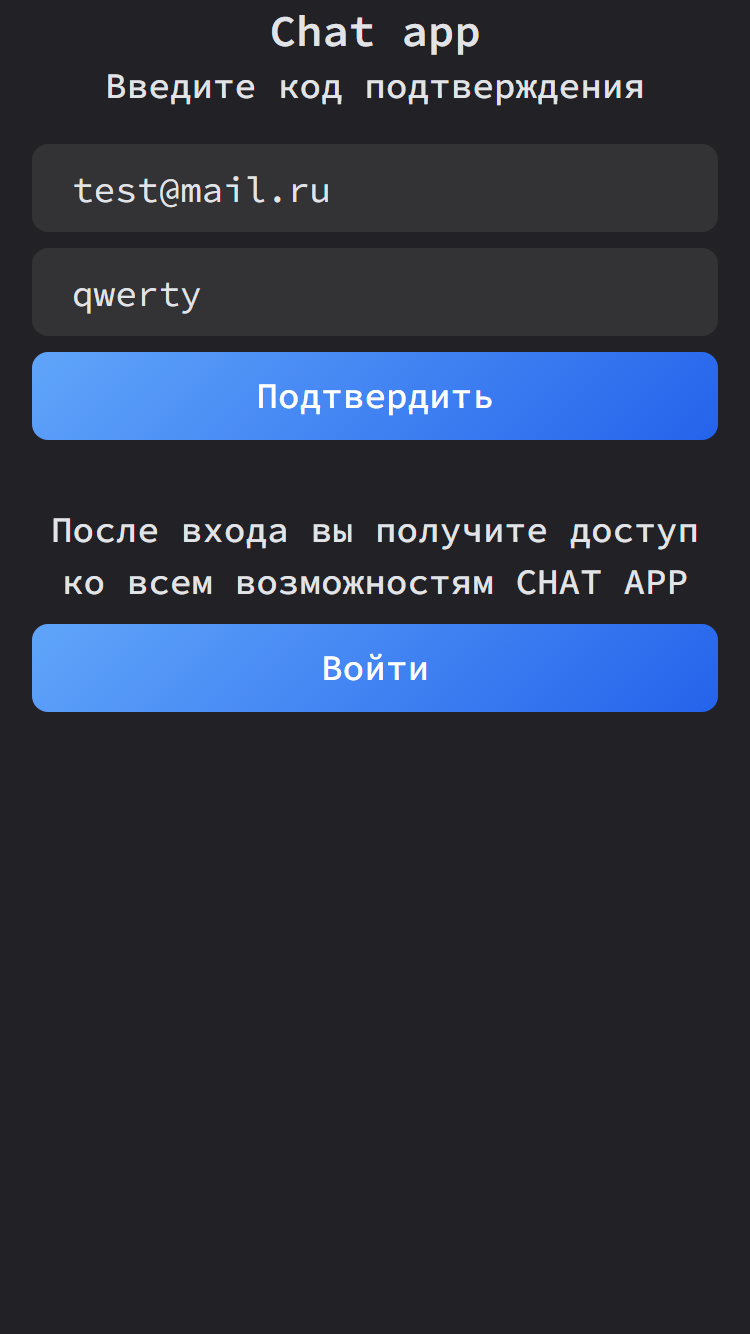 Chat app
Введите код подтверждения
test@mail.ru
qwerty
Подтвердить
После входа вы получите доступ
ко всем возможностям CHAT APP
Войти